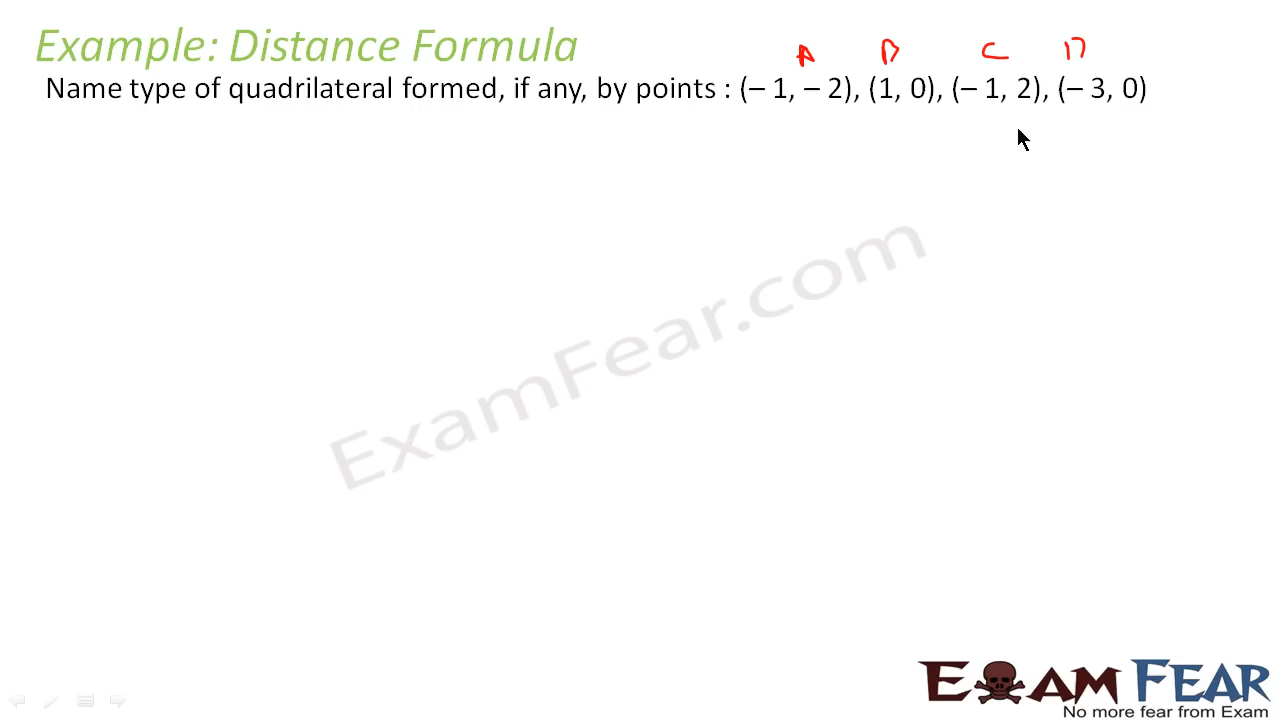 Example: Distance Formula
A B C D
Name type of quadrilateral formed, if any, by points : (– 1, – 2), (1, 0), (– 1, 2), (– 3, 0)
ExamFear.com
EXAM FEAR
No more fear from Exam